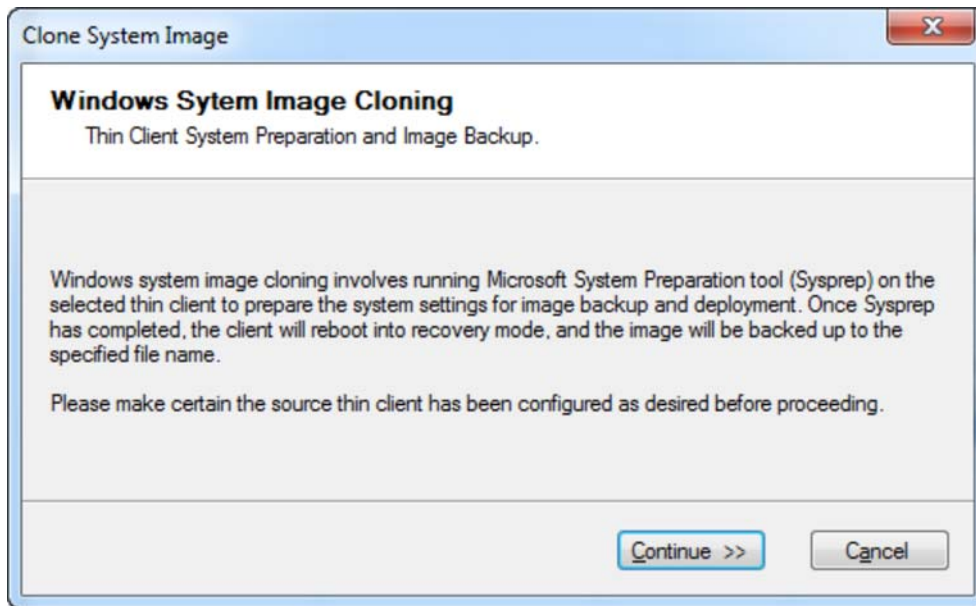 Clone System Image
Windows Sytem Image Cloning
Thin Client System Preparation and Image Backup.
Windows system image cloning involves running Microsoft System Preparation tool (Sysprep) on the
selected thin client to prepare the system settings for image backup and deployment. Once Sysprep
has completed, the client will reboot into recovery mode, and the image will be backed up to the
specified file name.
Please make certain the source thin client has been configured as desired before proceeding.
Continue >>
Cancel